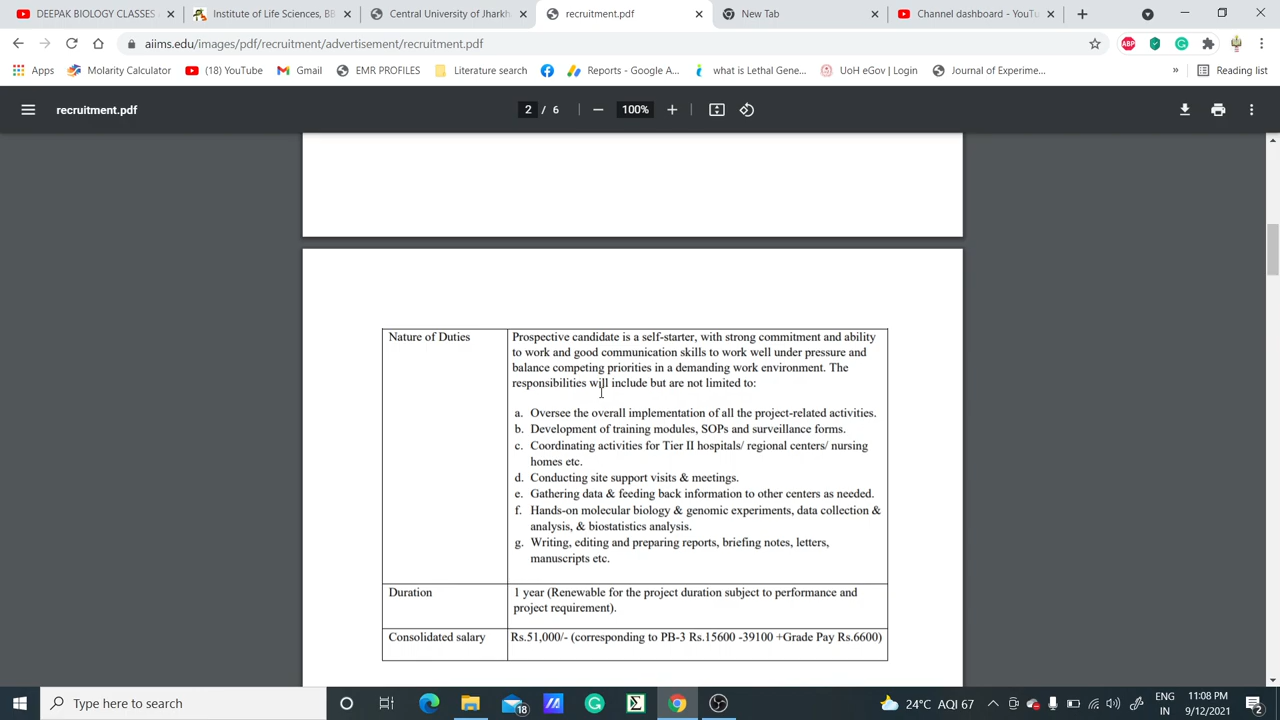 DEEPAK BIOLOGY CLASSES
Institute of Life Sciences, BB
Central University of Jharkh
recruitment.pdf
New Tab
Channel dashboard - YouTu
aiims.edu/images/pdf/recruitment/advertisement/recruitment.pdf
ABP
Apps
Molarity Calculator
(18) YouTube
Gmail
EMR PROFILES
Literature search
Reports - Google A...
what is Lethal Gene...
UoH eGov | Login
Journal of Experime...
»
Reading list
recruitment.pdf
2 / 6
100%
Nature of Duties
Prospective candidate is a self-starter, with strong commitment and ability
to work and good communication skills to work well under pressure and
balance competing priorities in a demanding work environment. The
responsibilities will include but are not limited to:
a. Oversee the overall implementation of all the project-related activities.
b. Development of training modules, SOPs and surveillance forms.
c. Coordinating activities for Tier II hospitals/ regional centers/ nursing
homes etc.
d. Conducting site support visits & meetings.
e. Gathering data & feeding back information to other centers as needed.
f. Hands-on molecular biology & genomic experiments, data collection &
analysis, & biostatistics analysis.
g. Writing, editing and preparing reports, briefing notes, letters,
manuscripts etc.
Duration
1 year (Renewable for the project duration subject to performance and
project requirement).
Consolidated salary
Rs.51,000/- (corresponding to PB-3 Rs.15600 -39100 +Grade Pay Rs.6600)
Type here to search
18
24°C AQI 67
ENG
IN
11:08 PM
9/12/2021
2